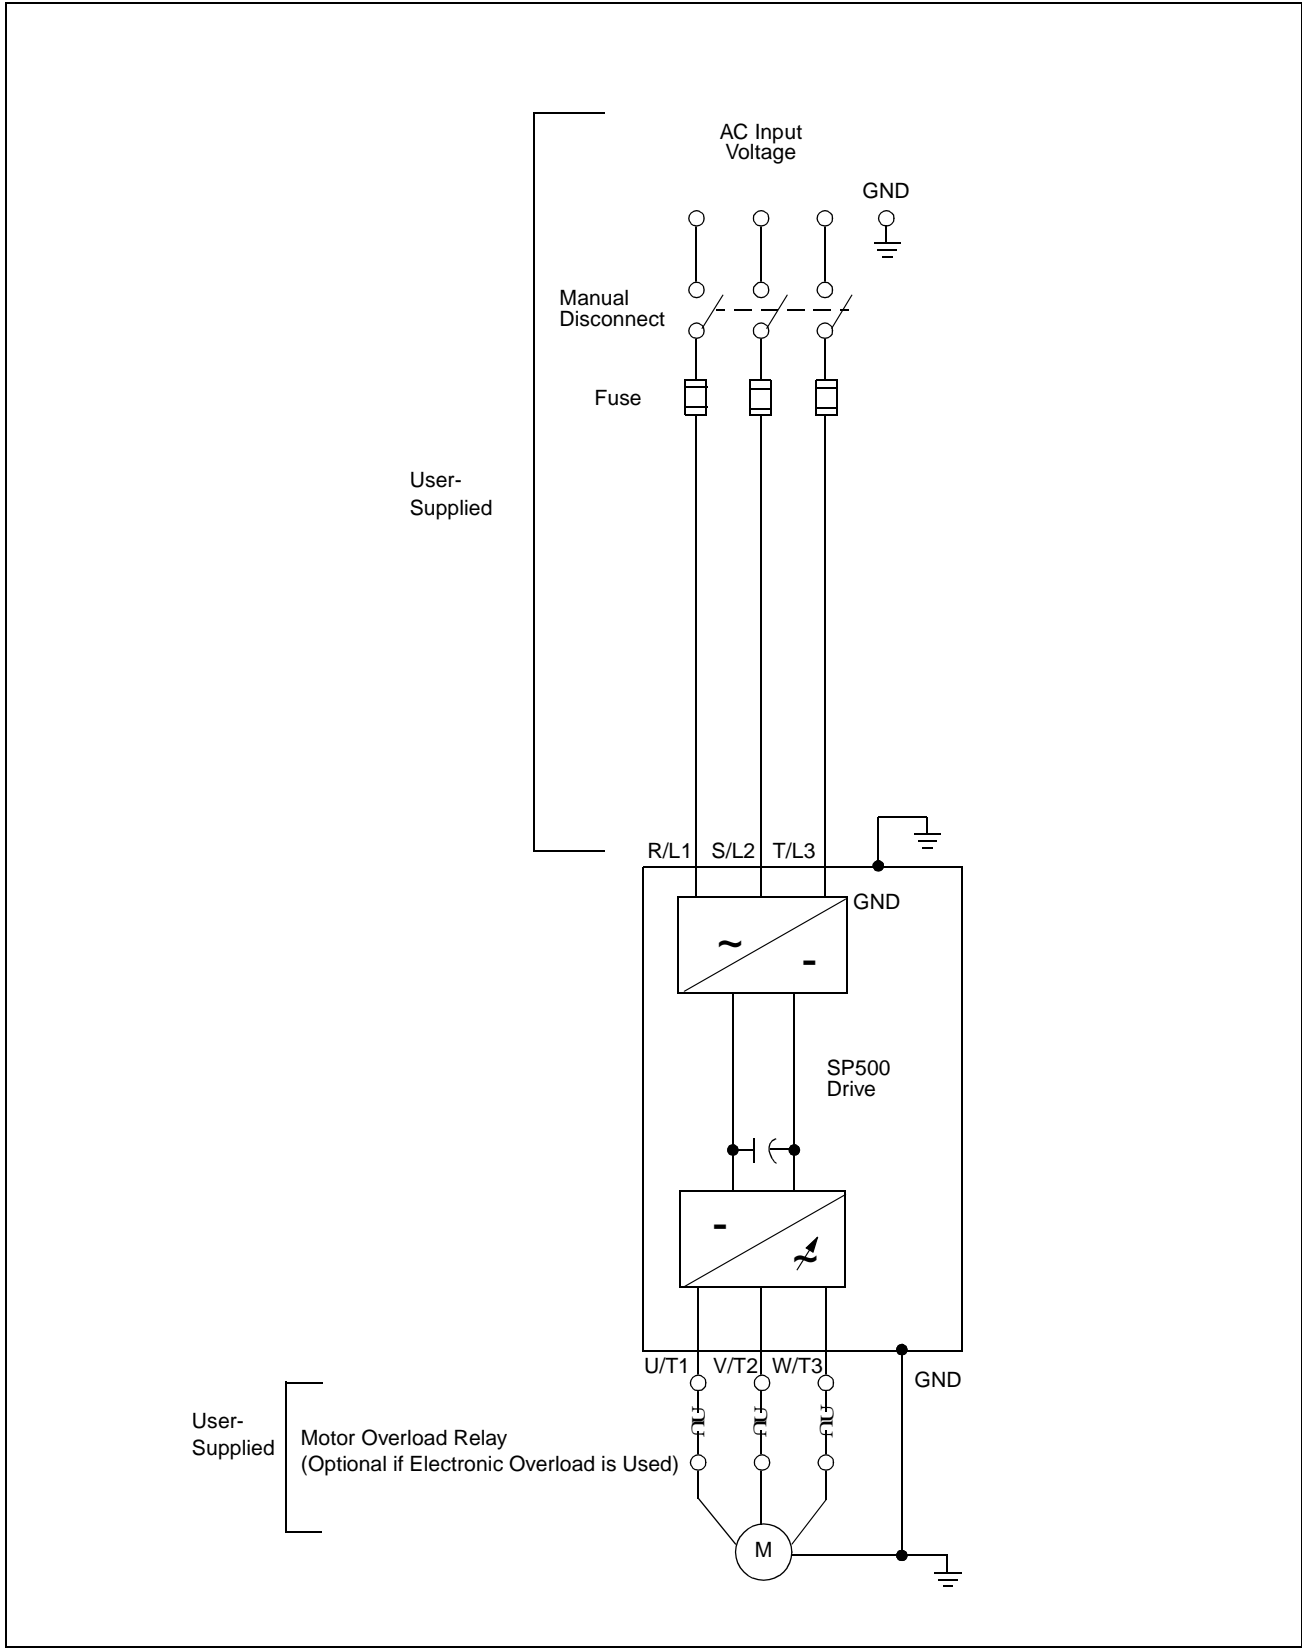 AC Input
Voltage
GND
Manual
Disconnect
Fuse
User-
Supplied
R/L1 S/L2 T/L3
GND
~
-
SP500
Drive
-
~
U/T1 V/T2 W/T3
GND
User-
Supplied
Motor Overload Relay
(Optional if Electronic Overload is Used)
M